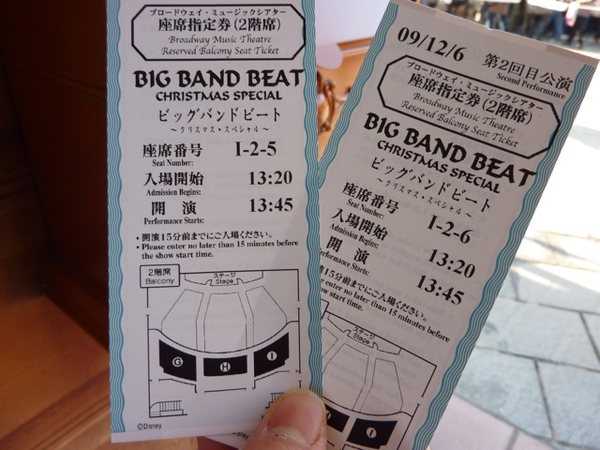 ブロードウェイ・ミュージックシアター
座席指定券(2階席)
Broadway Music Theatre
Reserved Balcony Seat Ticket
BIG BAND BEAT
CHRISTMAS SPECIAL
ビッグバンドビート
～クリスマス・スペシャル～
座席番号 I-2-5
Seat Number:
入場開始 13:20
Admission Begins:
開 演 13:45
Performance Starts:
・開演15分前までにご入場ください。
• Please enter no later than 15 minutes before
the show start time.
2階席
Balcony
ステージ
Stage
G H I
©Disney
09/12/6 第2回目公演
Second Performance
ブロードウェイ・ミュージックシアター
座席指定券(2階席)
Broadway Music Theatre
Reserved Balcony Seat Ticket
BIG BAND BEAT
CHRISTMAS SPECIAL
ビッグバンドビート
～クリスマス・スペシャル～
座席番号 I-2-6
Seat Number:
入場開始 13:20
Admission Begins:
開 演 13:45
Performance Starts:
15分前までにご入場ください。
enter no later than 15 minutes before
show start time.
ステージ
Stage
I